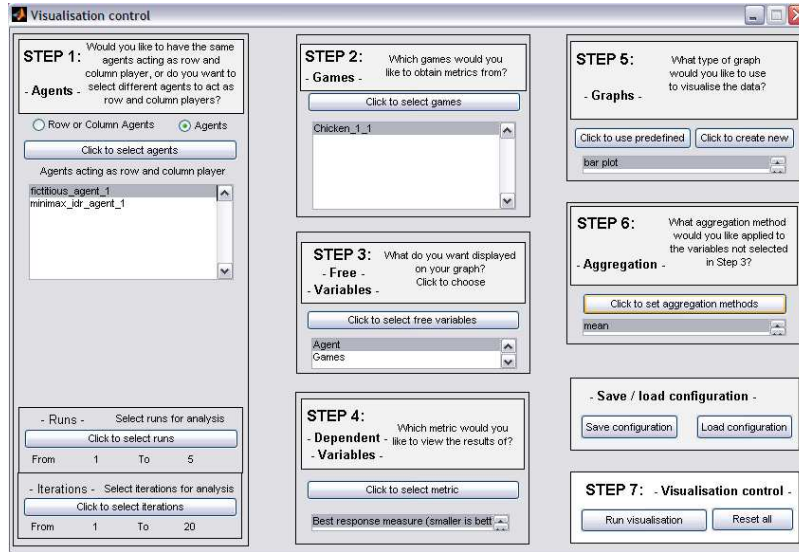 Visualisation control
STEP 1:
- Agents -
Would you like to have the same
agents acting as row and
column player, or do you want to
select different agents to act as
row and column players?
Row or Column Agents
Agents
Click to select agents
Agents acting as row and column player
fictitious_agent_1
minimax_idr_agent_1
- Runs -
Select runs for analysis
Click to select runs
From 1 To 5
- Iterations -
Select iterations for analysis
Click to select iterations
From 1 To 20
STEP 2:
- Games -
Which games would you
like to obtain metrics from?
Click to select games
Chicken_1_1
STEP 3:
- Free -
- Variables -
What do you want displayed
on your graph?
Click to choose
Click to select free variables
Agent
Games
STEP 4:
- Dependent -
- Variables -
Which metric would you
like to view the results of?
Click to select metric
Best response measure (smaller is bett
STEP 5:
- Graphs -
What type of graph
would you like to use
to visualise the data?
Click to use predefined
Click to create new
bar plot
STEP 6:
- Aggregation -
What aggregation method
would you like applied to
the variables not selected
in Step 3?
Click to set aggregation methods
mean
- Save / load configuration -
Save configuration
Load configuration
STEP 7: - Visualisation control -
Run visualisation
Reset all